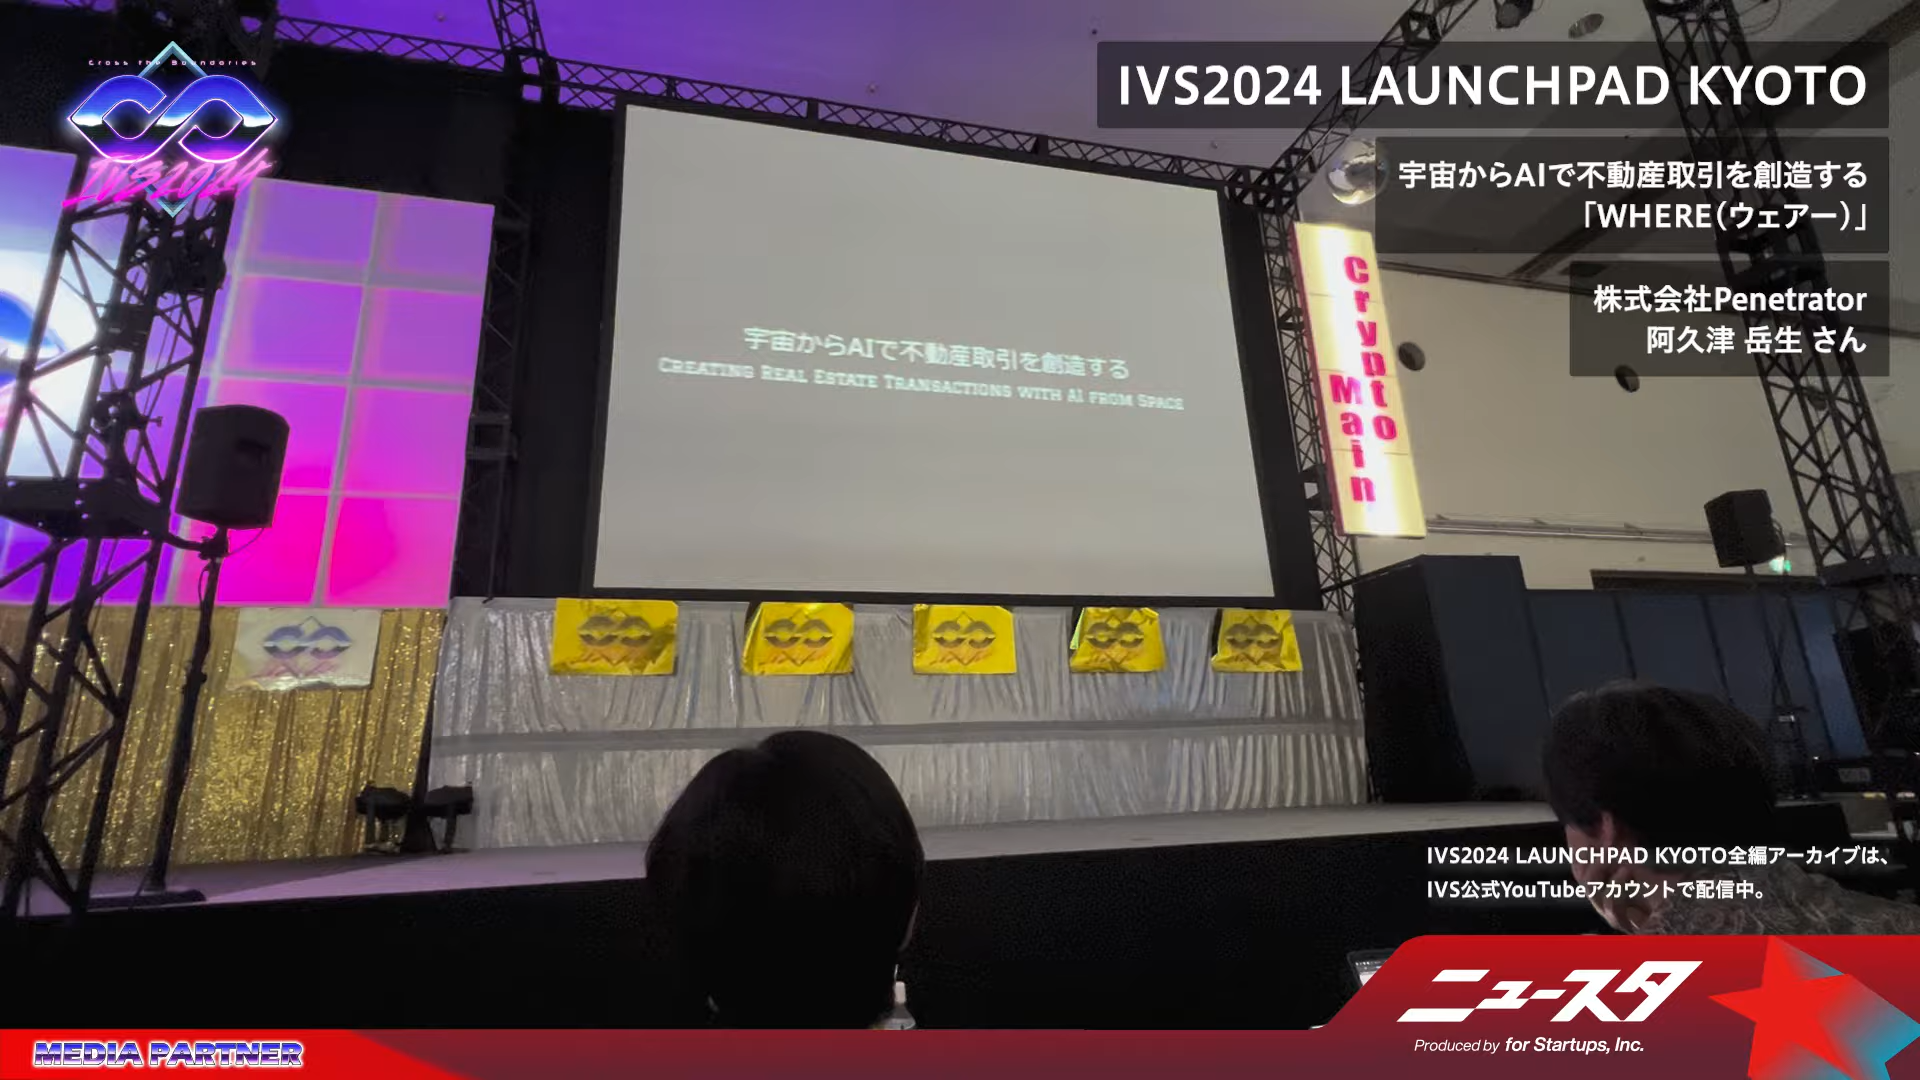 Cross the Boundaries
IVS2024
IVS2024 LAUNCHPAD KYOTO
宇宙からAIで不動産取引を創造する
「WHERE（ウェアー）」
株式会社Penetrator
阿久津 岳生 さん
宇宙からAIで不動産取引を創造する
CREATING REAL ESTATE TRANSACTIONS WITH AI FROM SPACE
Crypto
Main
IVS2024 LAUNCHPAD KYOTO全編アーカイブは、
IVS公式YouTubeアカウントで配信中。
ニュースタ
Produced by for Startups, Inc.
MEDIA PARTNER